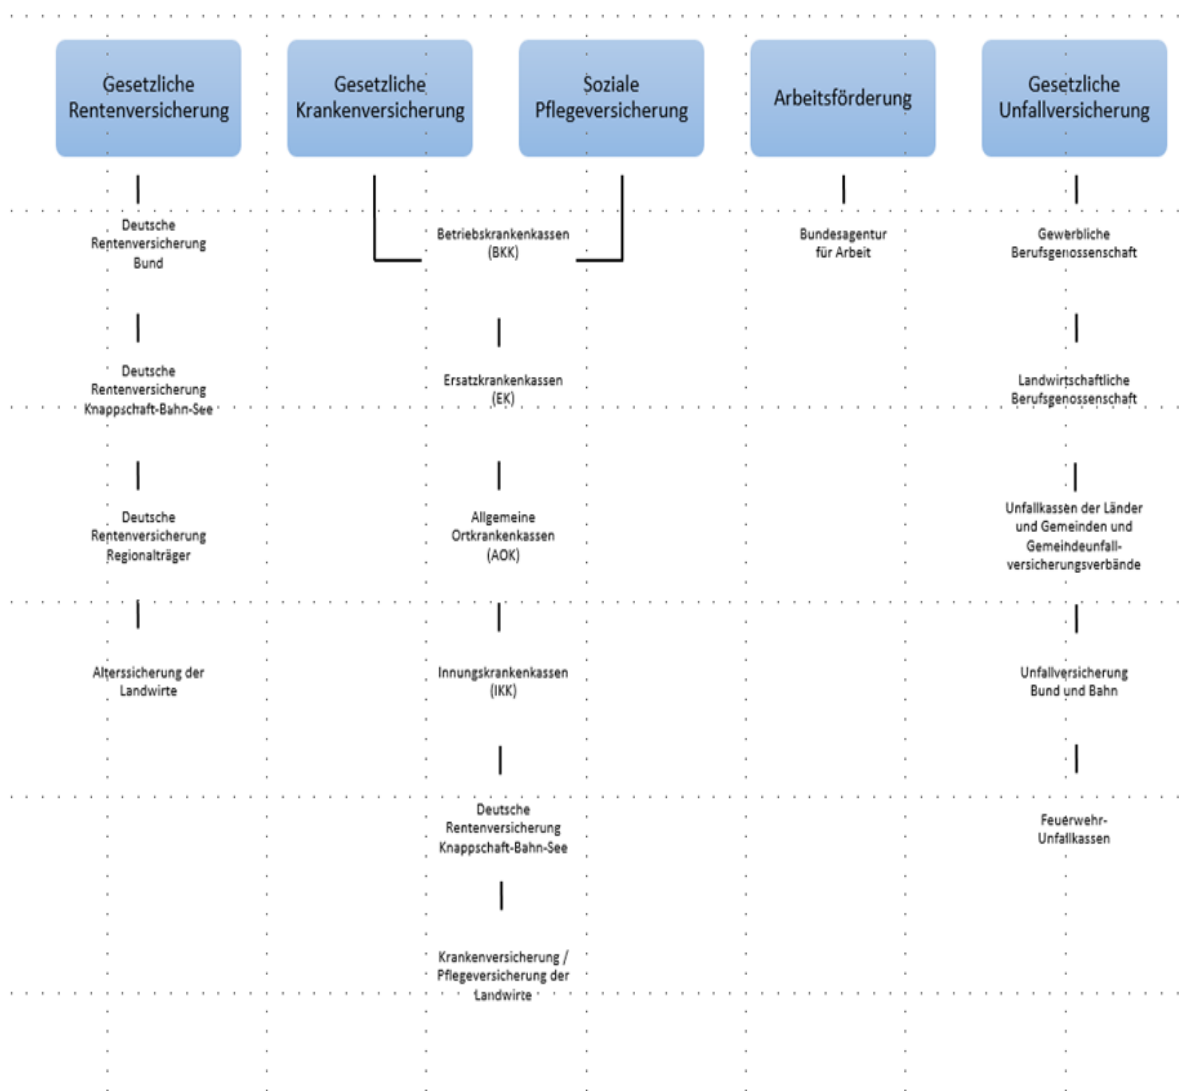 Gesetzliche
Rentenversicherung
Gesetzliche
Krankenversicherung
Soziale
Pflegeversicherung
Arbeitsförderung
Gesetzliche
Unfallversicherung
Deutsche
Rentenversicherung
Bund
Deutsche
Rentenversicherung
Knappschaft-Bahn-See
Deutsche
Rentenversicherung
Regionalträger
Alterssicherung der
Landwirte
Betriebskrankenkassen
(BKK)
Ersatzkrankenkassen
(EK)
Allgemeine
Ortkrankenkassen
(AOK)
Innungskrankenkassen
(IKK)
Deutsche
Rentenversicherung
Knappschaft-Bahn-See
Krankenversicherung /
Pflegeversicherung der
Landwirte
Bundesagentur
für Arbeit
Gewerbliche
Berufsgenossenschaft
Landwirtschaftliche
Berufsgenossenschaft
Unfallkassen der Länder
und Gemeinden und
Gemeindeunfall-
versicherungsverbände
Unfallversicherung
Bund und Bahn
Feuerwehr-
Unfallkassen